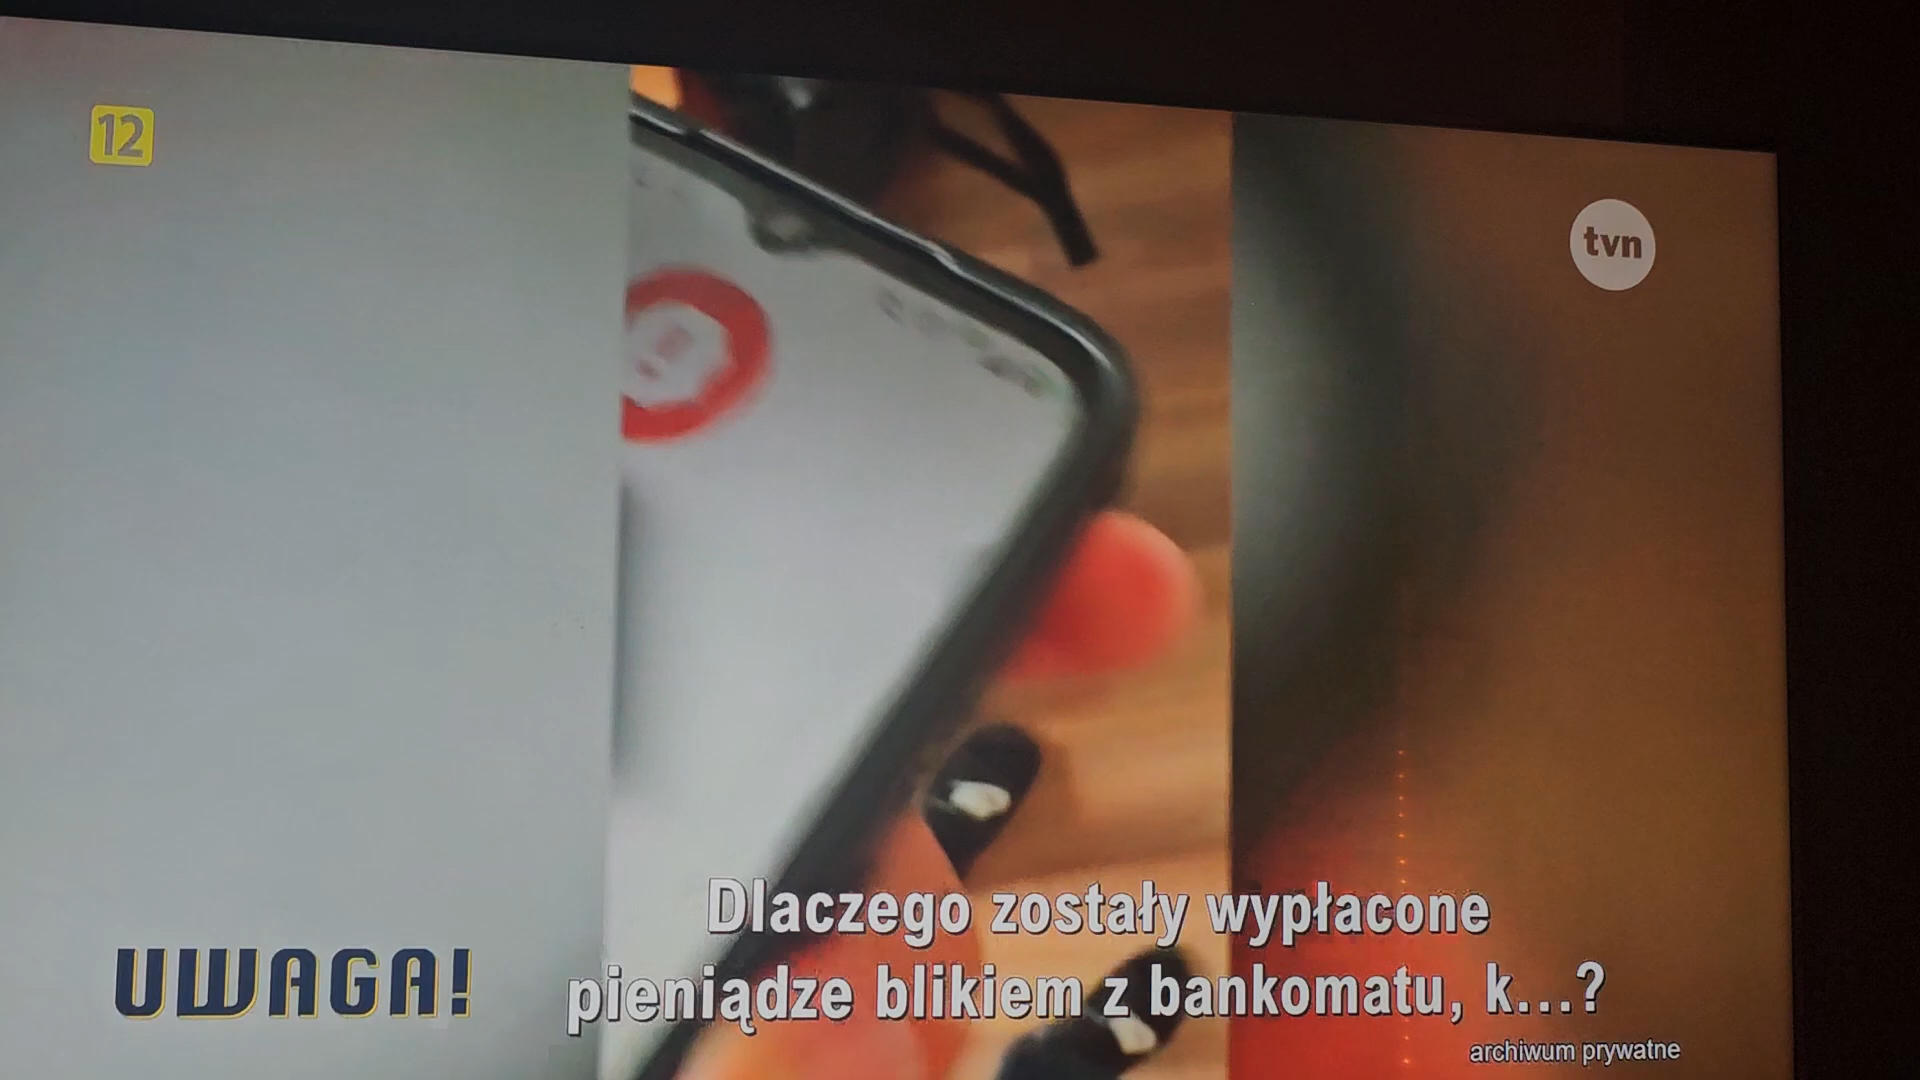 12
tvn
Dlaczego zostały wypłacone
pieniądze blikiem z bankomatu, k...?
UWAGA!
archiwum prywatne